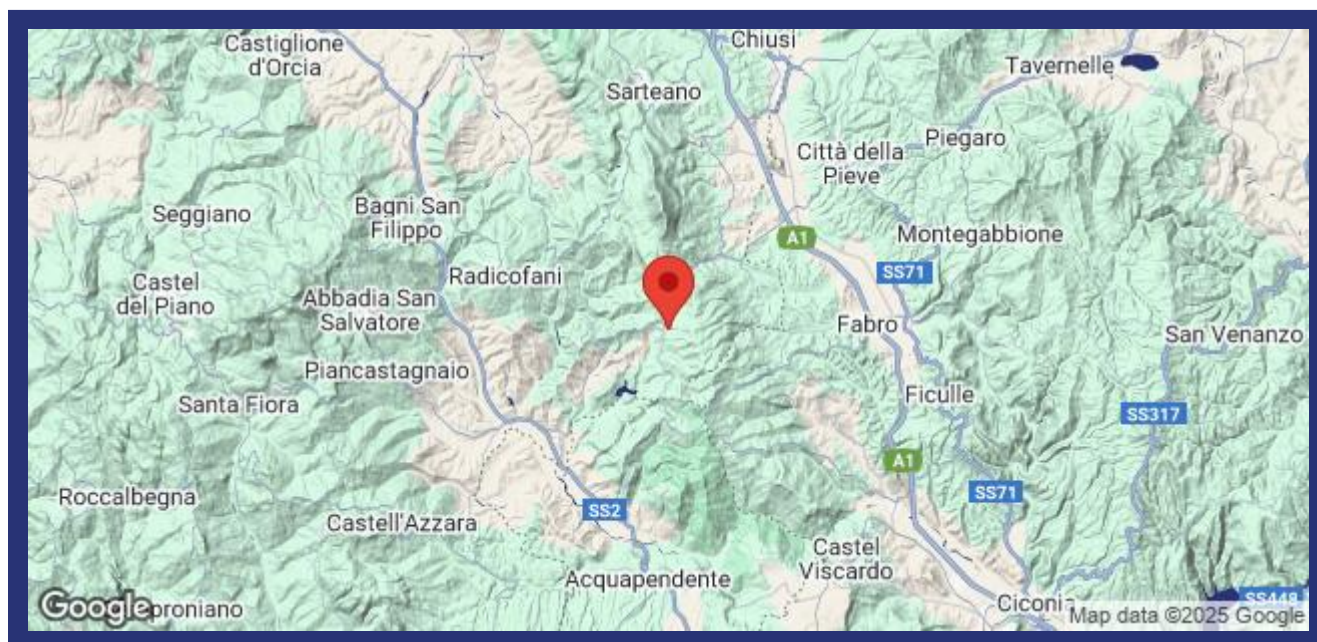 Castiglione
d'Orcia
Chiusi
Tavernelle
Sarteano
Piegaro
Città della
Pieve
Seggiano
Bagni San
Filippo
A1
Montegabbione
SS71
Castel
del Piano
Radicofani
Abbadia San
Salvatore
Fabro
San Venanzo
Piancastagnaio
Santa Fiora
Ficulle
SS317
A1
Roccalbegna
SS71
SS2
Castell'Azzara
Castel
Viscardo
Acquapendente
Google
Ciconia
SS448
Map data ©2025 Google